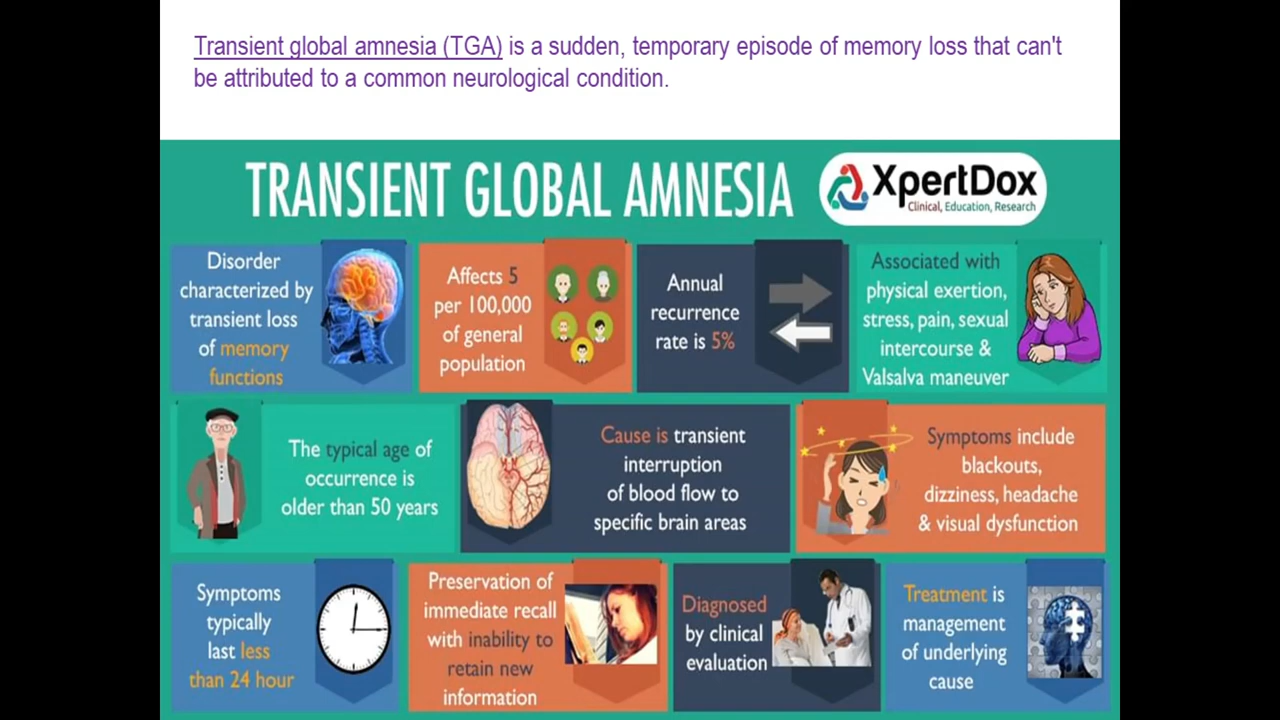 Transient global amnesia (TGA) is a sudden, temporary episode of memory loss that can't
be attributed to a common neurological condition.
TRANSIENT GLOBAL AMNESIA
XpertDox
Clinical, Education, Research
Disorder
characterized by
transient loss
of memory
functions
Affects 5
per 100,000
of general
population
Annual
recurrence
rate is 5%
Associated with
physical exertion,
stress, pain, sexual
intercourse &
Valsalva maneuver
The typical age of
occurrence is
older than 50 years
Cause is transient
interruption
of blood flow to
specific brain areas
Symptoms include
blackouts,
dizziness, headache
& visual dysfunction
Symptoms
typically
last less
than 24 hour
Preservation of
immediate recall
with inability to
retain new
information
Diagnosed
by clinical
evaluation
Treatment is
management
of underlying
cause